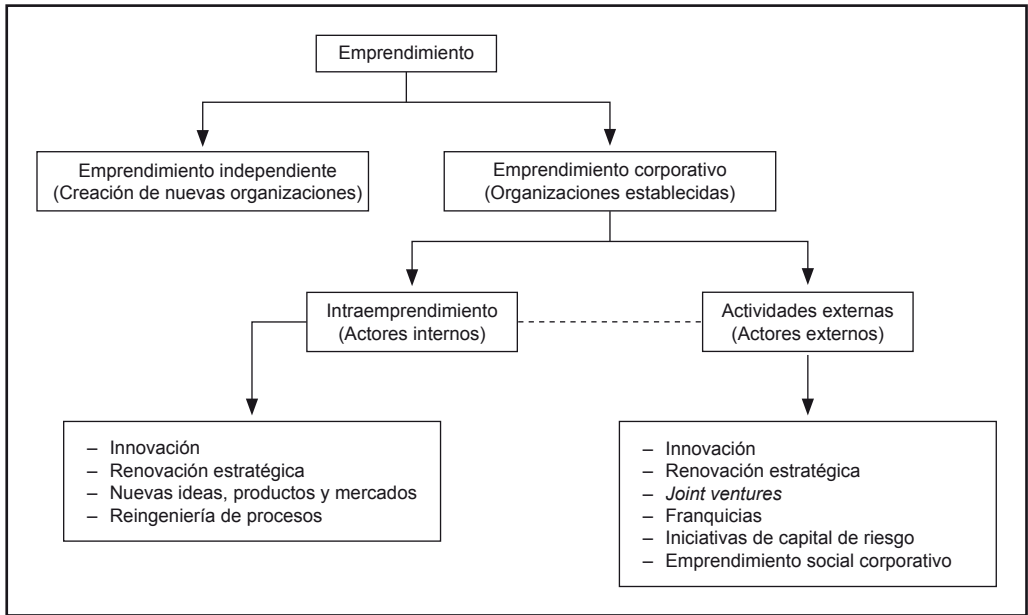 Emprendimiento
Emprendimiento independiente
(Creación de nuevas organizaciones)
Emprendimiento corporativo
(Organizaciones establecidas)
Intraemprendimiento
(Actores internos)
Actividades externas
(Actores externos)
– Innovación
– Renovación estratégica
– Nuevas ideas, productos y mercados
– Reingeniería de procesos
– Innovación
– Renovación estratégica
– Joint ventures
– Franquicias
– Iniciativas de capital de riesgo
– Emprendimiento social corporativo